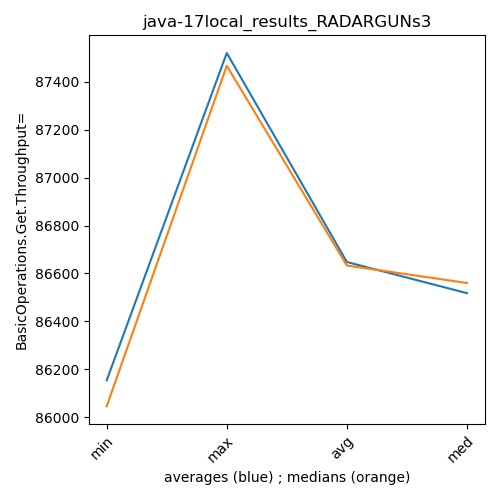 java-17local_results_RADARGUNs3
BasicOperations.Get.Throughput=
87400
87200
87000
86800
86600
86400
86200
86000
min
max
avg
med
averages (blue) ; medians (orange)